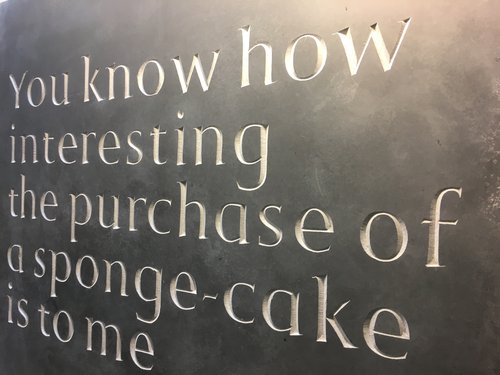 You know how
interesting
the purchase of
a sponge-cake
is to me